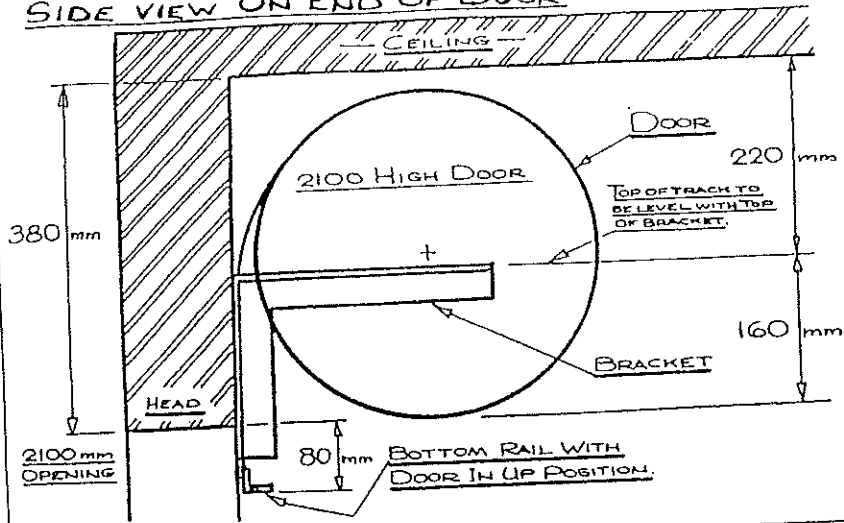 SIDE VIEW ON END OF DOOR
CEILING
DOOR
2100 HIGH DOOR
220 mm
TOP OF TRACK TO
BE LEVEL WITH TOP
OF BRACKET.
380 mm
160 mm
BRACKET
HEAD
2100 mm
OPENING
80 mm
BOTTOM RAIL WITH
DOOR IN UP POSITION.